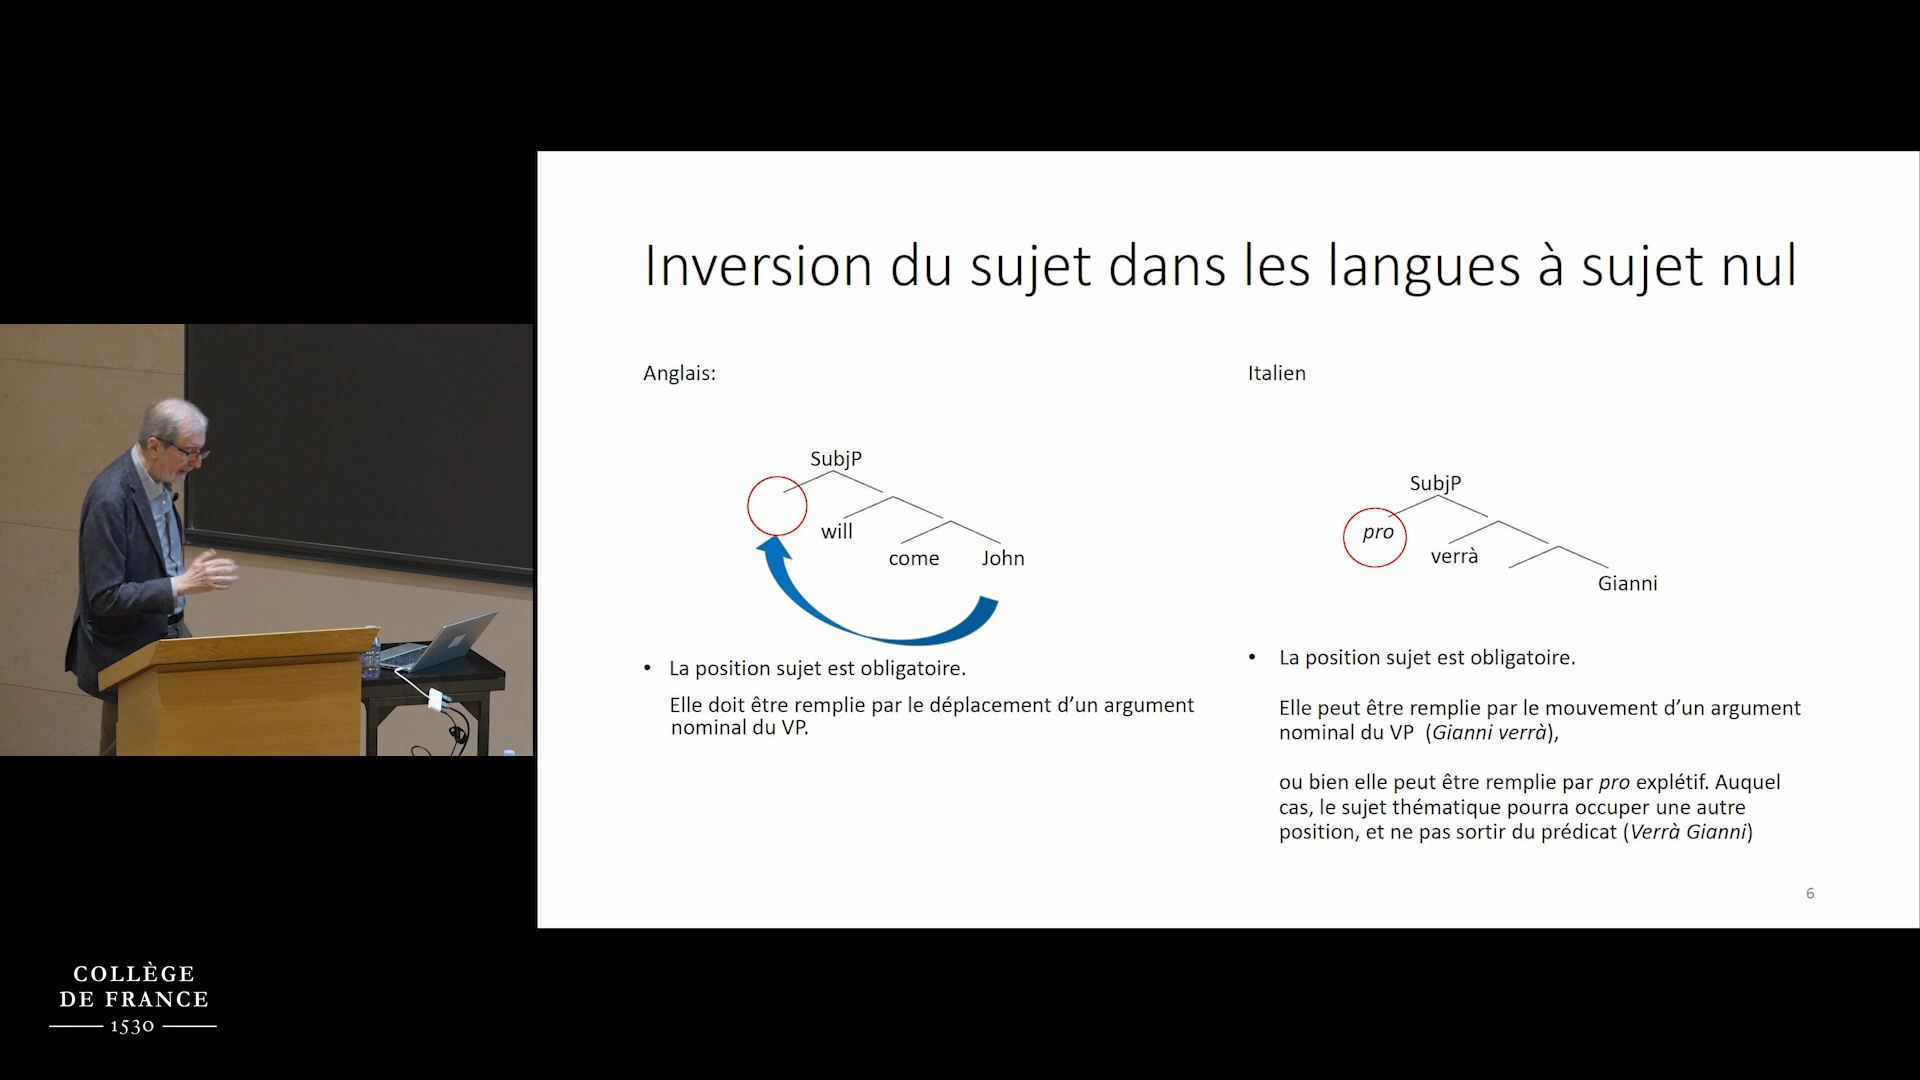 Inversion du sujet dans les langues à sujet nul
Anglais:
SubjP
will
come John
• La position sujet est obligatoire.
Elle doit être remplie par le déplacement d’un argument
nominal du VP.
Italien
SubjP
pro
verrà
Gianni
• La position sujet est obligatoire.
Elle peut être remplie par le mouvement d’un argument
nominal du VP (Gianni verrà),
ou bien elle peut être remplie par pro explétif. Auquel
cas, le sujet thématique pourra occuper une autre
position, et ne pas sortir du prédicat (Verrà Gianni)
6
COLLÈGE
DE FRANCE
1530